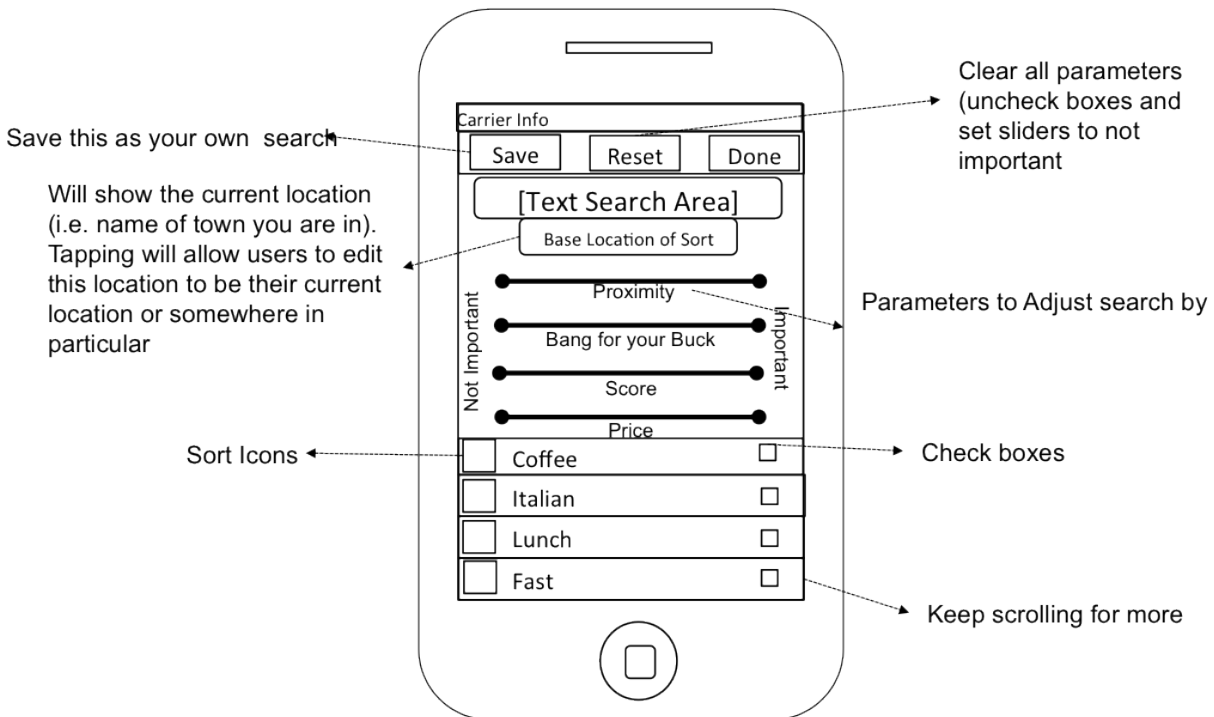 Clear all parameters
(uncheck boxes and
set sliders to not
important
Save this as your own  search
Carrier Info
Save
Reset
Done
Will show the current location
(i.e. name of town you are in).
Tapping will allow users to edit
this location to be their current
location or somewhere in
particular
[Text Search Area]
Base Location of Sort
Not Important
Important
Proximity
Bang for your Buck
Score
Price
Parameters to Adjust search by
Sort Icons
Coffee
Italian
Lunch
Fast
Check boxes
Keep scrolling for more